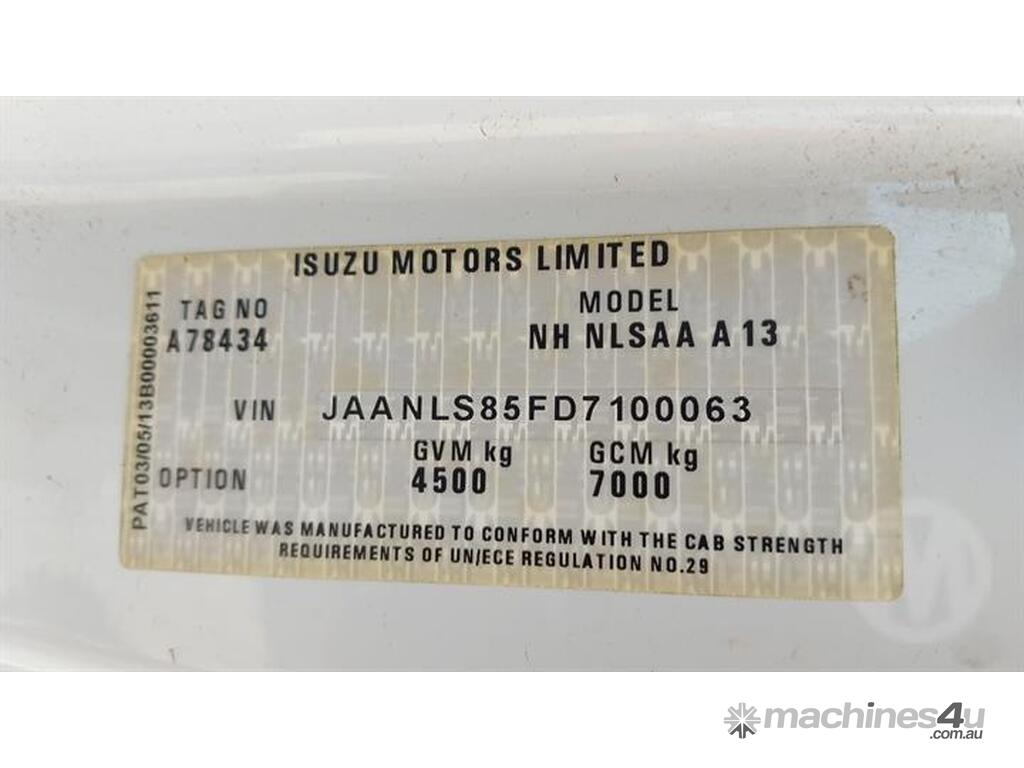 ISUZU MOTORS LIMITED
TAG NO
MODEL
A78434
NH NLSAA A 13
VIN
JAANLS85FD7100063
GVM kg
GCM kg
OPTION
4500
7000
VEHICLE WAS MANUFACTURED TO CONFORM WITH THE CAB STRENGTH
REQUIREMENTS OF UN/ECE REGULATION NO.29
PAT03/05/13B00003611
machines4u
.com.au